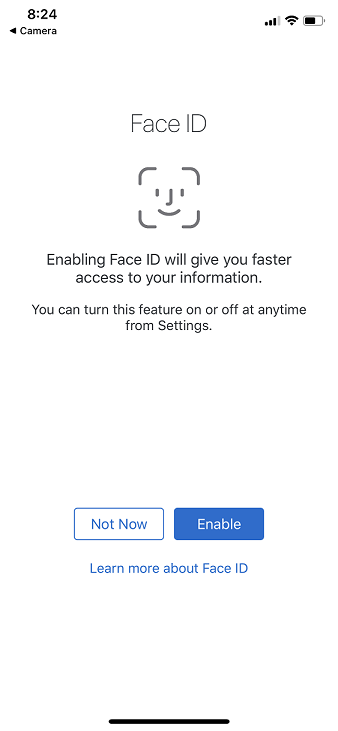 8:24
◀ Camera
Face ID
Enabling Face ID will give you faster
access to your information.
You can turn this feature on or off at anytime
from Settings.
Not Now
Enable
Learn more about Face ID